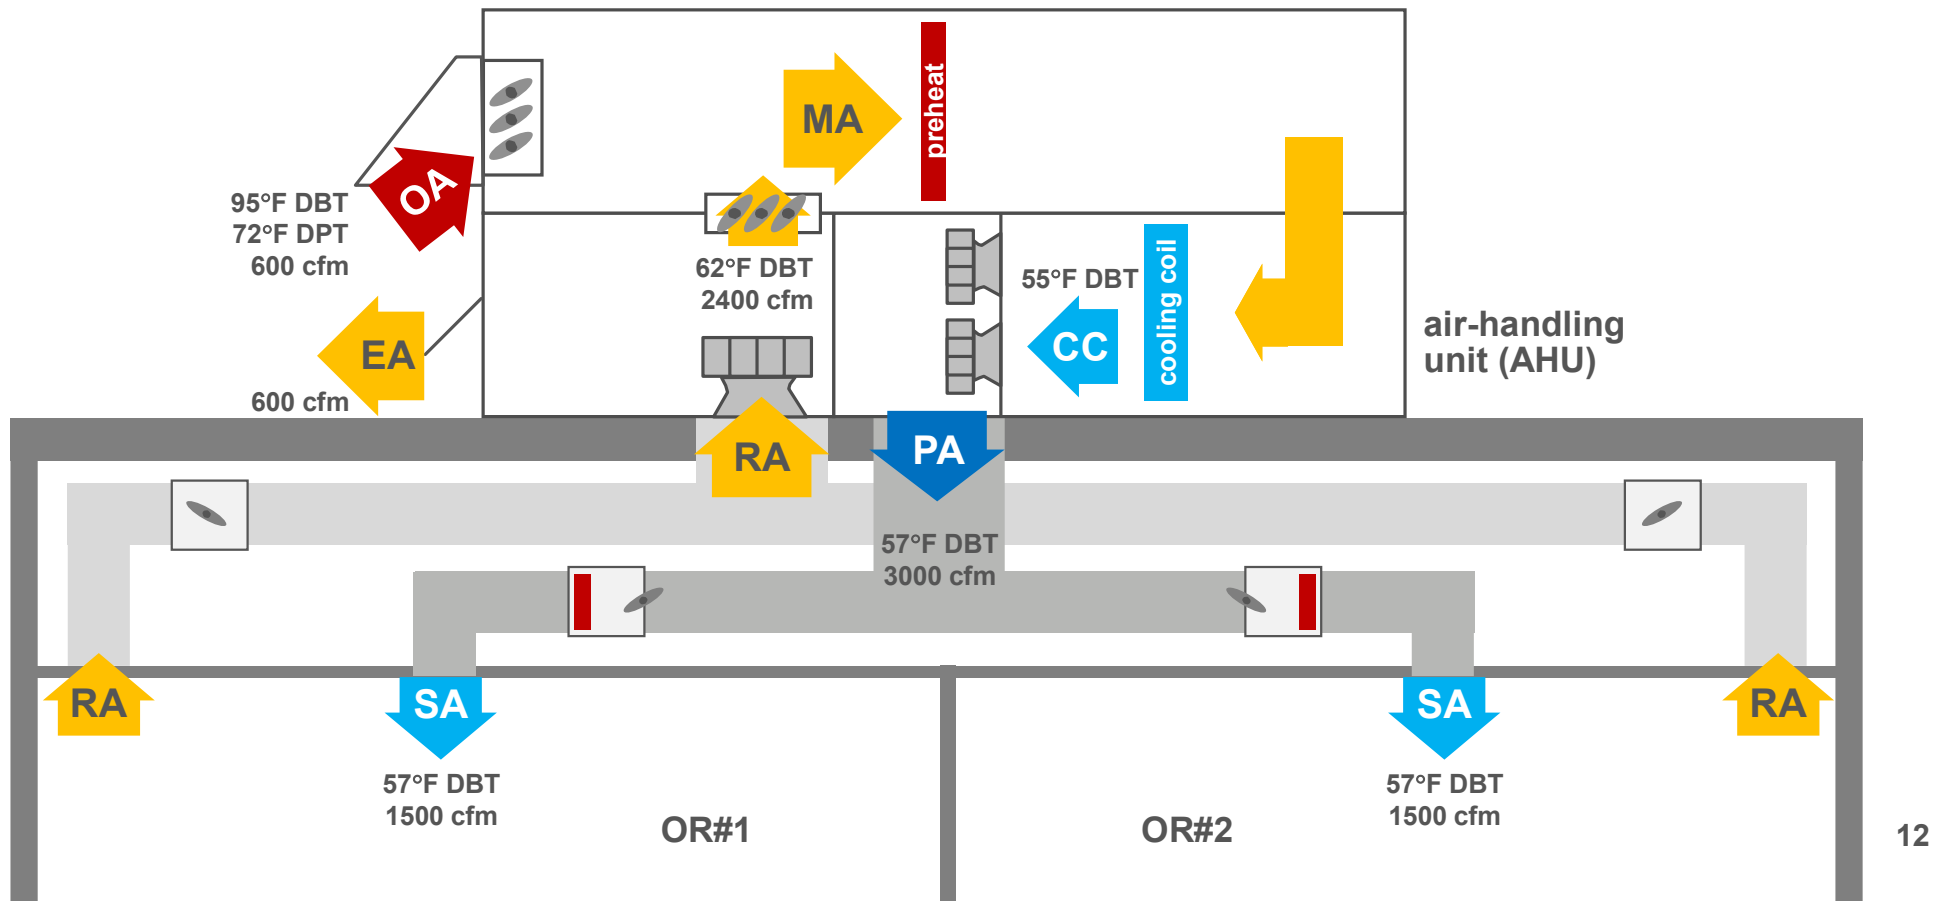 preheat
MA
OA
95°F DBT
72°F DPT
600 cfm
62°F DBT
2400 cfm
55°F DBT
cooling coil
CC
air-handling
unit (AHU)
EA
600 cfm
RA
PA
57°F DBT
3000 cfm
RA
SA
SA
RA
57°F DBT
1500 cfm
57°F DBT
1500 cfm
OR#1
OR#2
12